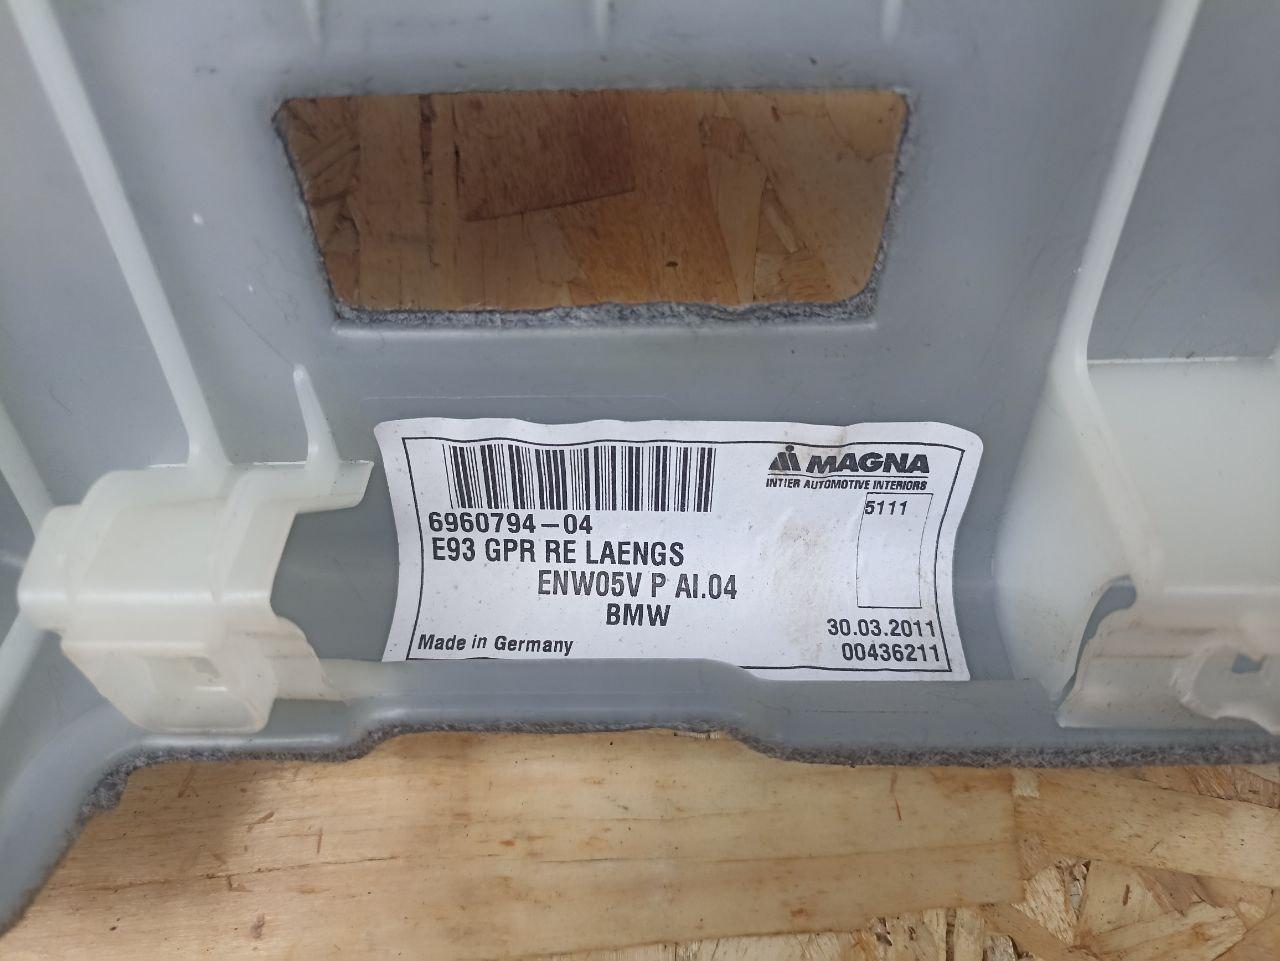 MAGNA
INTIER AUTOMOTIVE INTERIORS
5111
6960794-04
E93 GPR RE LAENGS
ENW05V P AI.04
BMW
30.03.2011
Made in Germany
00436211